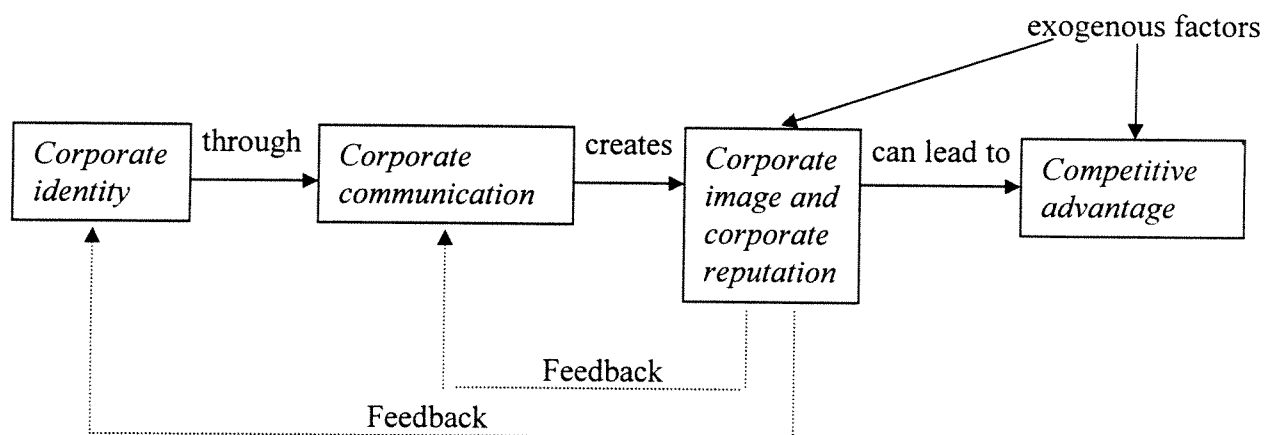 exogenous factors
Corporate
identity
through
Corporate
communication
creates
Corporate
image and
corporate
reputation
can lead to
Competitive
advantage
Feedback
Feedback